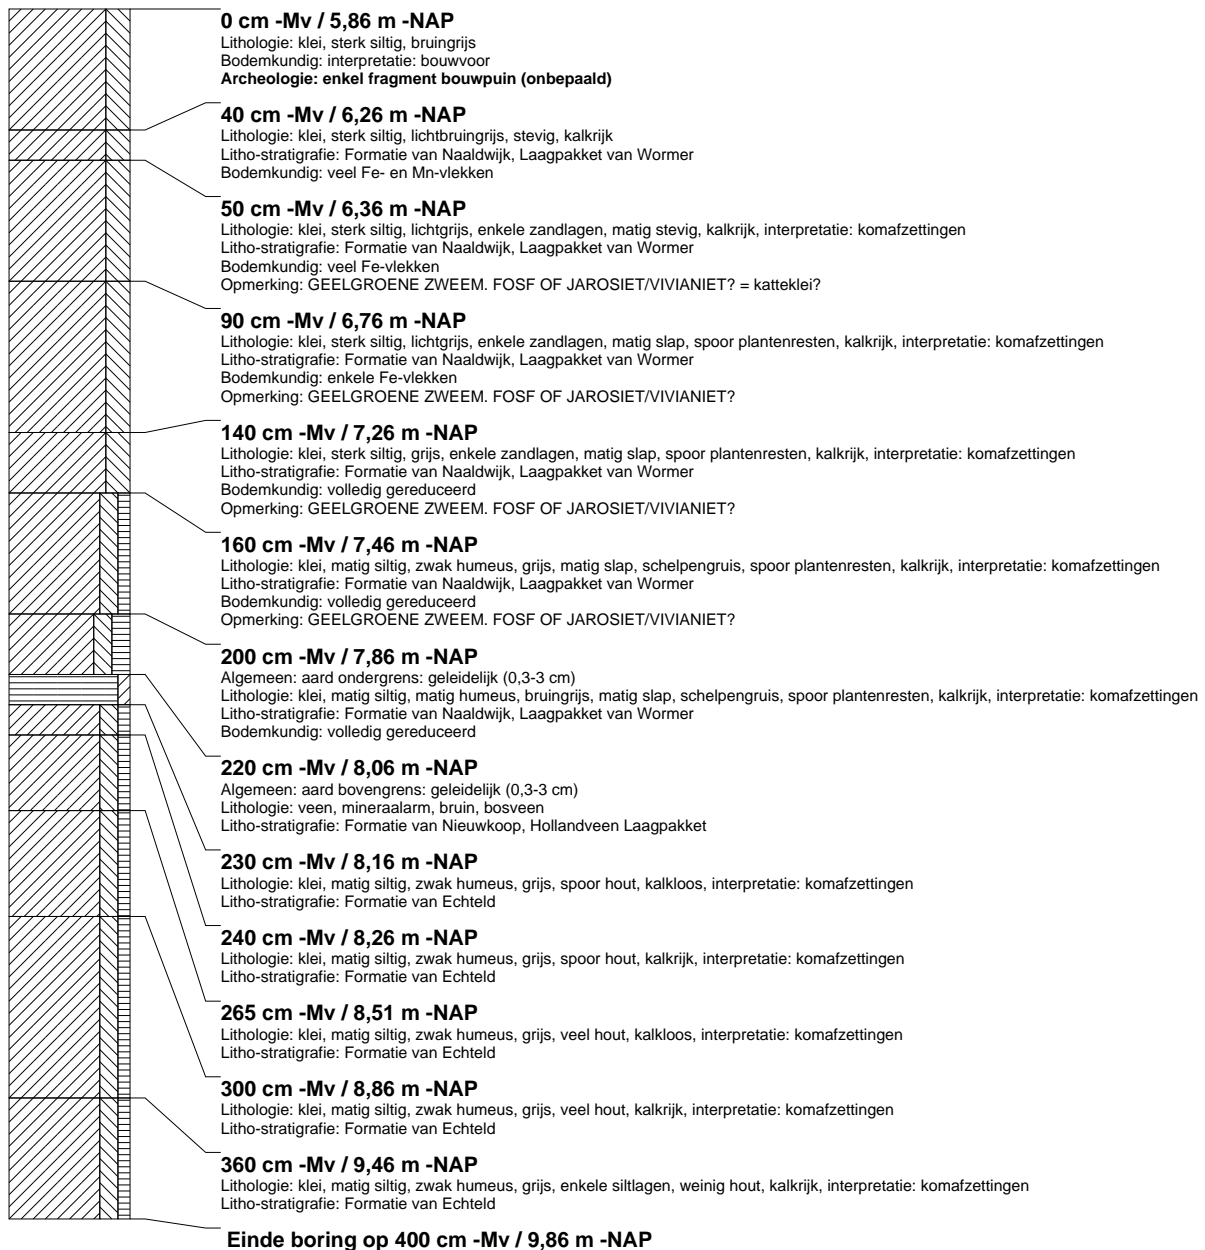 0 cm -Mv / 5,86 m -NAP
Lithologie: klei, sterk siltig, bruingrijs
Bodemkundig: interpretatie: bouwvoor
Archeologie: enkel fragment bouwpuin (onbepaald)
40 cm -Mv / 6,26 m -NAP
Lithologie: klei, sterk siltig, lichtbruingrijs, stevig, kalkrijk
Litho-stratigrafie: Formatie van Naaldwijk, Laagpakket van Wormer
Bodemkundig: veel Fe- en Mn-vlekken
50 cm -Mv / 6,36 m -NAP
Lithologie: klei, sterk siltig, lichtgrijs, enkele zandlagen, matig stevig, kalkrijk, interpretatie: komafzettingen
Litho-stratigrafie: Formatie van Naaldwijk, Laagpakket van Wormer
Bodemkundig: veel Fe-vlekken
Opmerking: GEELGROENE ZWEEM. FOSF OF JAROSIET/VIVIANIET? = katteklei?
90 cm -Mv / 6,76 m -NAP
Lithologie: klei, sterk siltig, lichtgrijs, enkele zandlagen, matig slap, spoor plantenresten, kalkrijk, interpretatie: komafzettingen
Litho-stratigrafie: Formatie van Naaldwijk, Laagpakket van Wormer
Bodemkundig: enkele Fe-vlekken
Opmerking: GEELGROENE ZWEEM. FOSF OF JAROSIET/VIVIANIET?
140 cm -Mv / 7,26 m -NAP
Lithologie: klei, sterk siltig, grijs, enkele zandlagen, matig slap, spoor plantenresten, kalkrijk, interpretatie: komafzettingen
Litho-stratigrafie: Formatie van Naaldwijk, Laagpakket van Wormer
Bodemkundig: volledig gereduceerd
Opmerking: GEELGROENE ZWEEM. FOSF OF JAROSIET/VIVIANIET?
160 cm -Mv / 7,46 m -NAP
Lithologie: klei, matig siltig, zwak humeus, grijs, matig slap, schelpengruis, spoor plantenresten, kalkrijk, interpretatie: komafzettingen
Litho-stratigrafie: Formatie van Naaldwijk, Laagpakket van Wormer
Bodemkundig: volledig gereduceerd
Opmerking: GEELGROENE ZWEEM. FOSF OF JAROSIET/VIVIANIET?
200 cm -Mv / 7,86 m -NAP
Algemeen: aard ondergrens: geleidelijk (0,3-3 cm)
Lithologie: klei, matig siltig, matig humeus, bruingrijs, matig slap, schelpengruis, spoor plantenresten, kalkrijk, interpretatie: komafzettingen
Litho-stratigrafie: Formatie van Naaldwijk, Laagpakket van Wormer
Bodemkundig: volledig gereduceerd
220 cm -Mv / 8,06 m -NAP
Algemeen: aard bovengrens: geleidelijk (0,3-3 cm)
Lithologie: veen, mineraalarm, bruin, bosveen
Litho-stratigrafie: Formatie van Nieuwkoop, Hollandveen Laagpakket
230 cm -Mv / 8,16 m -NAP
Lithologie: klei, matig siltig, zwak humeus, grijs, spoor hout, kalkloos, interpretatie: komafzettingen
Litho-stratigrafie: Formatie van Echteld
240 cm -Mv / 8,26 m -NAP
Lithologie: klei, matig siltig, zwak humeus, grijs, spoor hout, kalkrijk, interpretatie: komafzettingen
Litho-stratigrafie: Formatie van Echteld
265 cm -Mv / 8,51 m -NAP
Lithologie: klei, matig siltig, zwak humeus, grijs, veel hout, kalkloos, interpretatie: komafzettingen
Litho-stratigrafie: Formatie van Echteld
300 cm -Mv / 8,86 m -NAP
Lithologie: klei, matig siltig, zwak humeus, grijs, veel hout, kalkrijk, interpretatie: komafzettingen
Litho-stratigrafie: Formatie van Echteld
360 cm -Mv / 9,46 m -NAP
Lithologie: klei, matig siltig, zwak humeus, grijs, enkele siltlagen, weinig hout, kalkrijk, interpretatie: komafzettingen
Litho-stratigrafie: Formatie van Echteld
Einde boring op 400 cm -Mv / 9,86 m -NAP